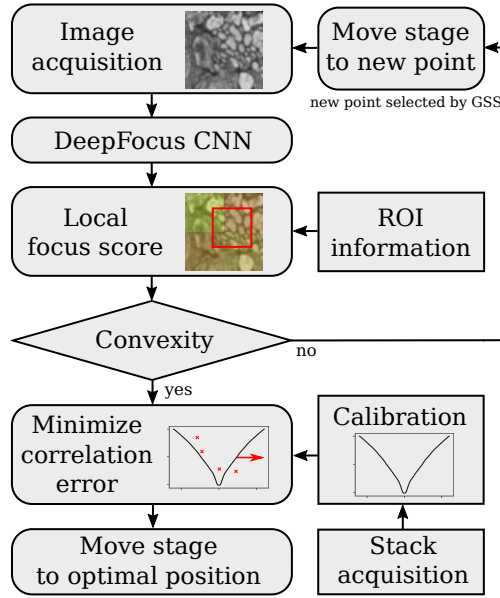 Image
acquisition
Move stage
to new point
new point selected by GSS
DeepFocus CNN
Local
focus score
ROI
information
Convexity
no
yes
Minimize
correlation
error
Calibration
Move stage
to optimal position
Stack
acquisition